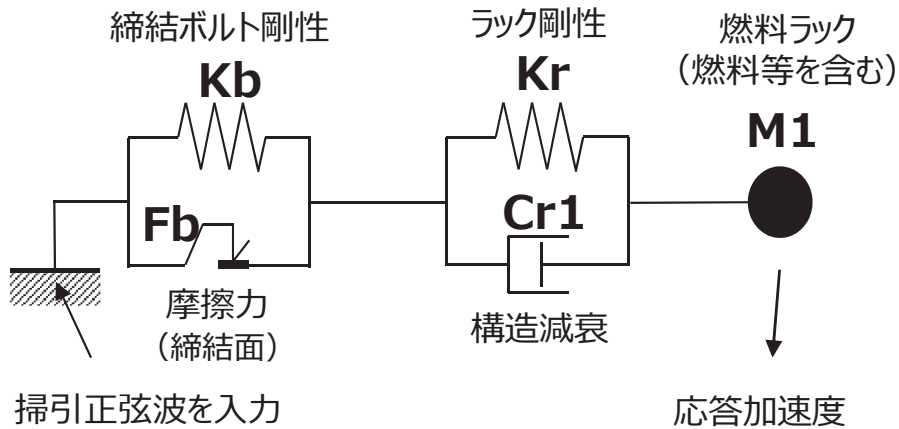 締結ボルト剛性
Kb
Fb
摩擦力
（締結面）
掃引正弦波を入力
ラック剛性
Kr
Cr1
構造減衰
燃料ラック
（燃料等を含む）
M1
応答加速度